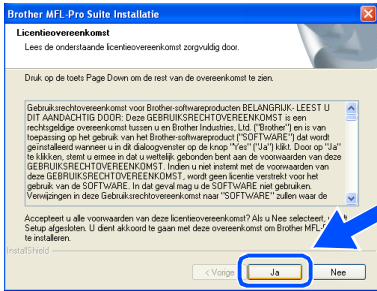 Brother MFL-Pro Suite Installatie
Licentieovereenkomst
Lees de onderstaande licentieovereenkomst zorgvuldig door.
Druk op de toets Page Down om de rest van de overeenkomst te zien.
Gebruiksrechtovereenkomst voor Brother-softwareproducten BELANGRIJK- LEEST U
DIT AANDACHTIG DOOR: Deze GEBRUIKSRECHTOVEREENKOMST is een
rechtsgeldige overeenkomst tussen u en Brother Industries, Ltd. ("Brother") en is van
toepassing op het gebruik van het Brother-softwareproduct ("SOFTWARE") dat wordt
geïnstalleerd wanneer u in dit dialoogvenster op de knop "Yes" ("Ja") klikt. Door op "Ja"
te klikken, stemt u ermee in dat u wettelijk gebonden bent aan de voorwaarden van deze
GEBRUIKSRECHTOVEREENKOMST. Indien u niet instemt met de voorwaarden van
deze GEBRUIKSRECHTOVEREENKOMST, wordt geen licentie verstrekt voor het
gebruik van de SOFTWARE. In dat geval mag u de SOFTWARE niet gebruiken.
Verwijzingen in deze Gebruiksrechtovereenkomst naar "SOFTWARE" zullen waar de
Accepteert u alle voorwaarden van deze licentieovereenkomst? Als u Nee selecteert,
Setup afgesloten. U dient akkoord te gaan met deze overeenkomst om Brother MFL-
te installeren.
InstallShield
< Vorige
Ja
Nee